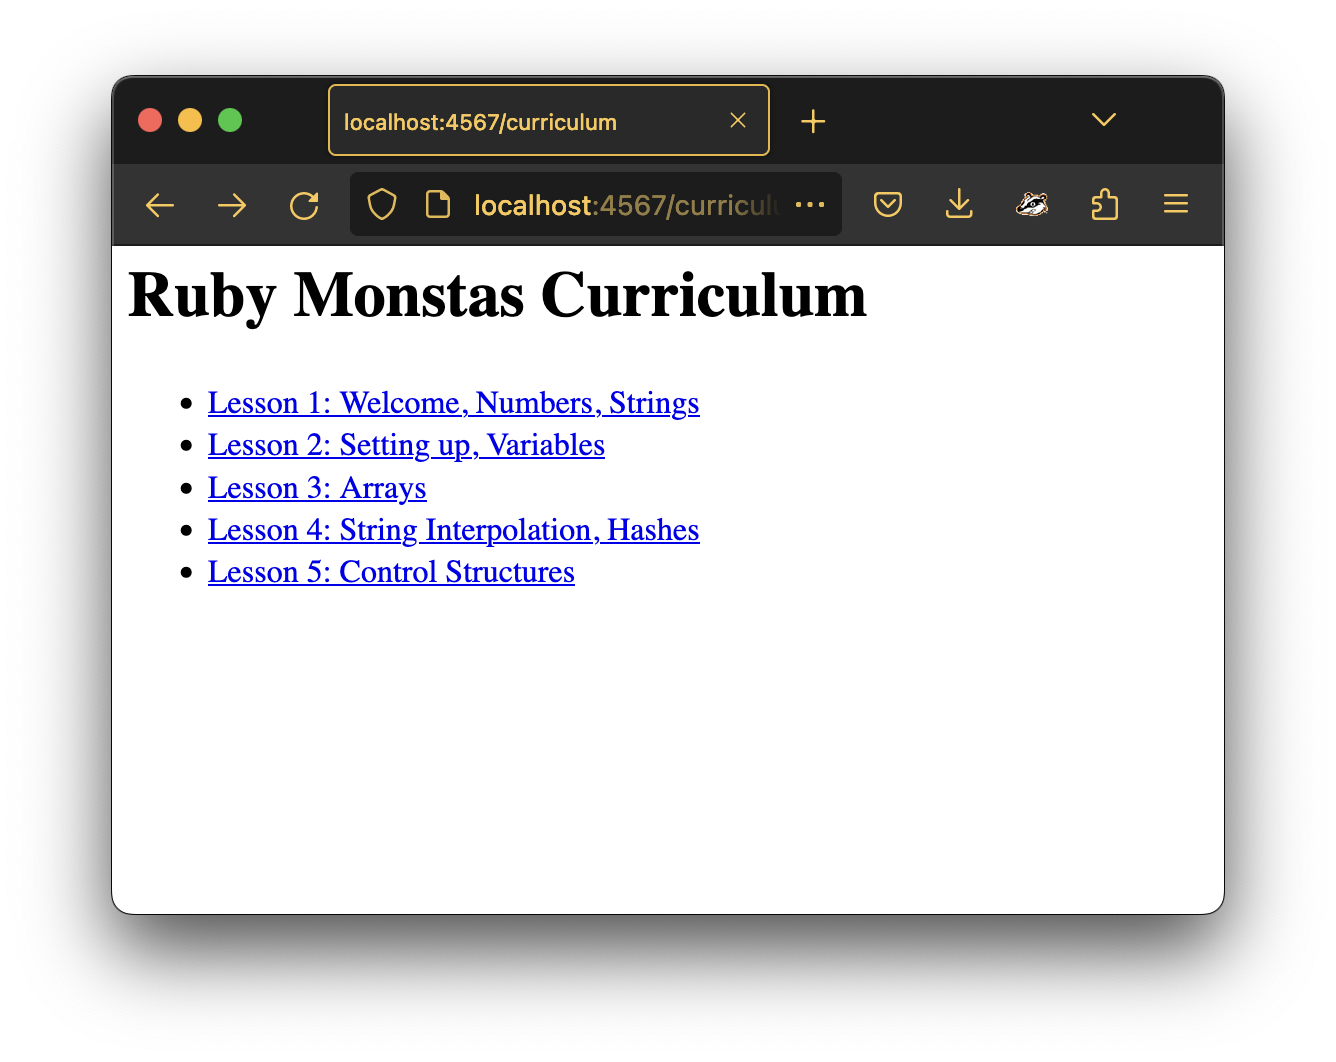 localhost:4567/curriculum
localhost:4567/curricul
Ruby Monstas Curriculum
Lesson 1: Welcome, Numbers, Strings
Lesson 2: Setting up, Variables
Lesson 3: Arrays
Lesson 4: String Interpolation, Hashes
Lesson 5: Control Structures